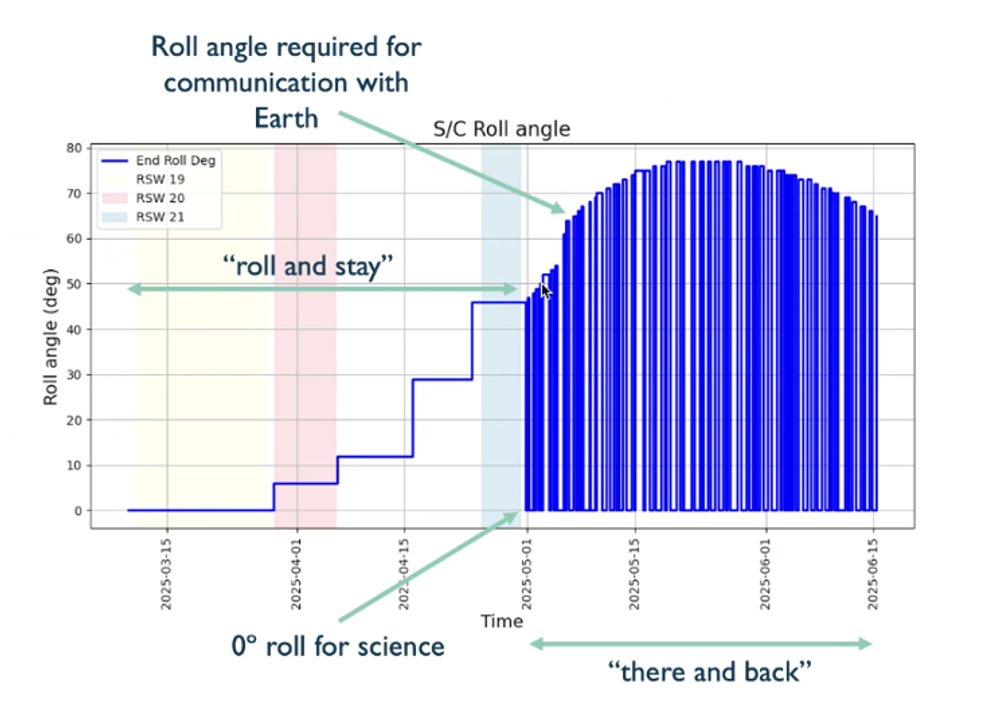 Roll angle required for
communication with
Earth
S/C Roll angle
80
70
60
50
40
30
20
10
0
Roll angle (deg)
End Roll Deg
RSW 19
RSW 20
RSW 21
“roll and stay”
2025-03-15
2025-04-01
2025-04-15
2025-05-01
2025-05-15
2025-06-01
2025-06-15
Time
0º roll for science
“there and back”